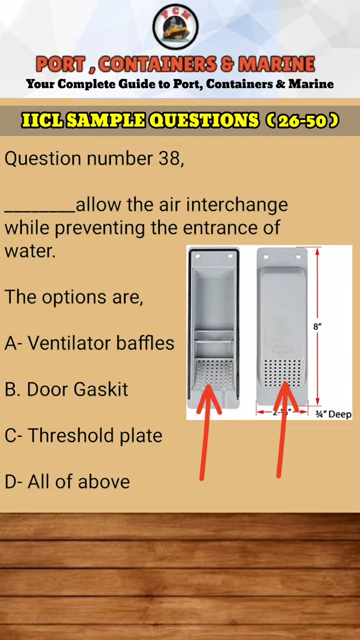 PCM
PORT , CONTAINERS & MARINE
Your Complete Guide to Port, Containers & Marine
IICL SAMPLE QUESTIONS ( 26-50 )
Question number 38,
________allow the air interchange
while preventing the entrance of
water.
The options are,
A- Ventilator baffles
B. Door Gaskit
C- Threshold plate
D- All of above
8"
¾" Deep